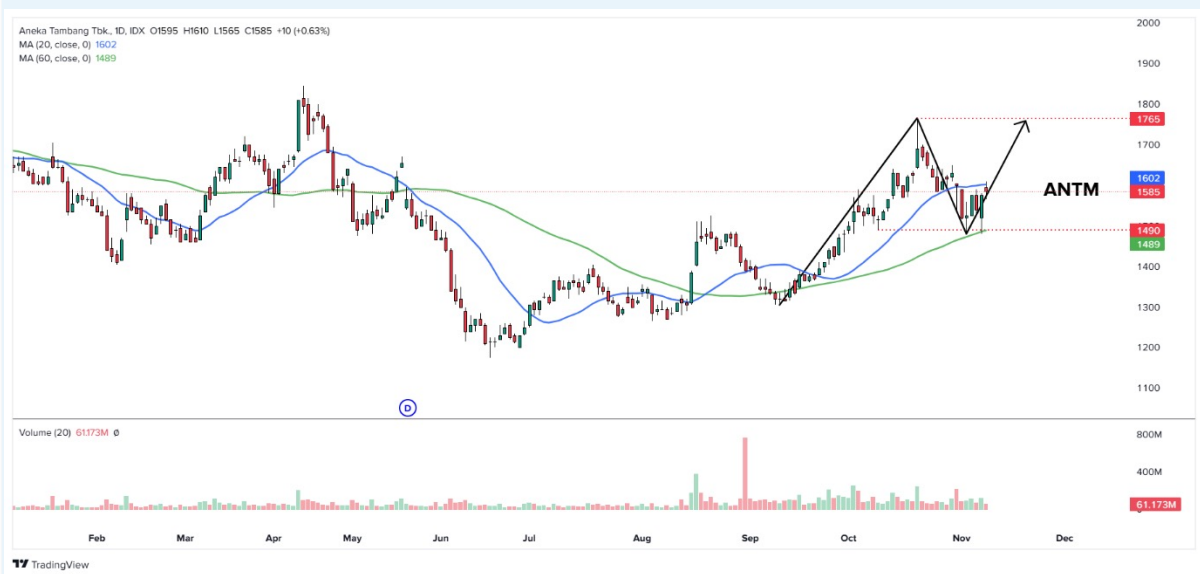 Aneka Tambang Tbk., 1D, IDX O1595 H1610 L1565 C1585 +10 (+0.63%)
MA (20, close, 0) 1602
MA (60, close, 0) 1489
2000
1900
1800
1765
1700
1602
1585
ANTM
1490
1489
1400
1300
1200
1100
D
Volume (20) 61.173M Ø
800M
400M
61.173M
Feb Mar Apr May Jun Jul Aug Sep Oct Nov Dec
TradingView